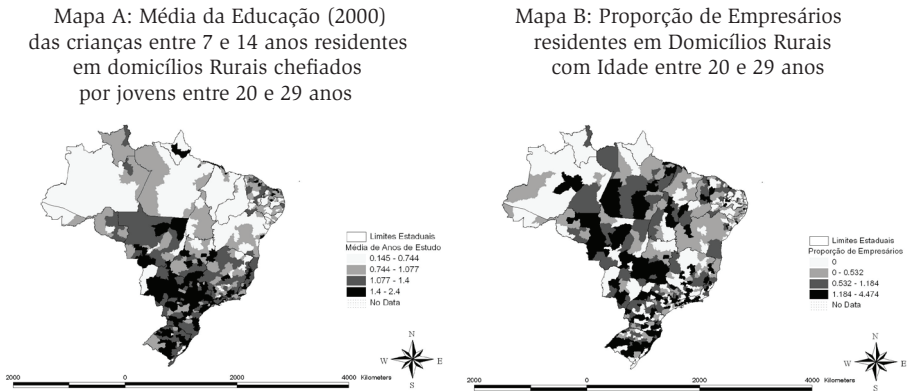 Mapa A: Média da Educação (2000)
das crianças entre 7 e 14 anos residentes
em domicílios Rurais chefiados
por jovens entre 20 e 29 anos
Limites Estaduais
Média de Anos de Estudo
0.145 - 0.744
0.744 - 1.077
1.077 - 1.4
1.4 - 2.4
No Data
N
W
E
S
2000
0
2000
4000 Kilometers
Mapa B: Proporção de Empresários
residentes em Domicílios Rurais
com Idade entre 20 e 29 anos
Limites Estaduais
Proporção de Empresários
0
0 - 0.532
0.532 - 1.184
1.184 - 4.474
No Data
N
W
E
S
2000
0
2000
4000 Kilometers